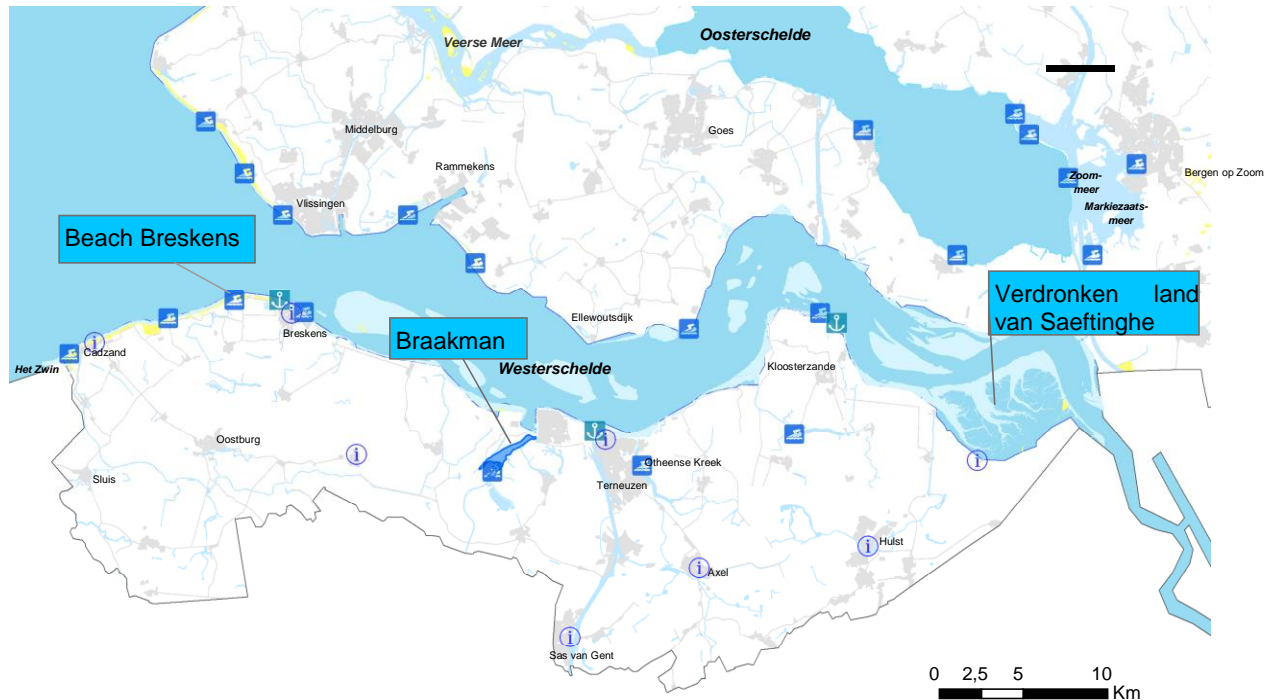 Veerse Meer
Oosterschelde
Middelburg
Goes
Rammekens
Bergen op Zoom
Zoom-
meer
Markiezaats-
meer
Vlissingen
Beach Breskens
Verdronken land
van Saeftinghe
Ellewoutsdijk
Breskens
Braakman
Cadzand
Het Zwin
Westerschelde
Kloosterzande
Oostburg
Otheense Kreek
Sluis
Terneuzen
Hulst
Axel
Sas van Gent
0 2,5 5 10
Km
i
i
i
i
i
i
i
i